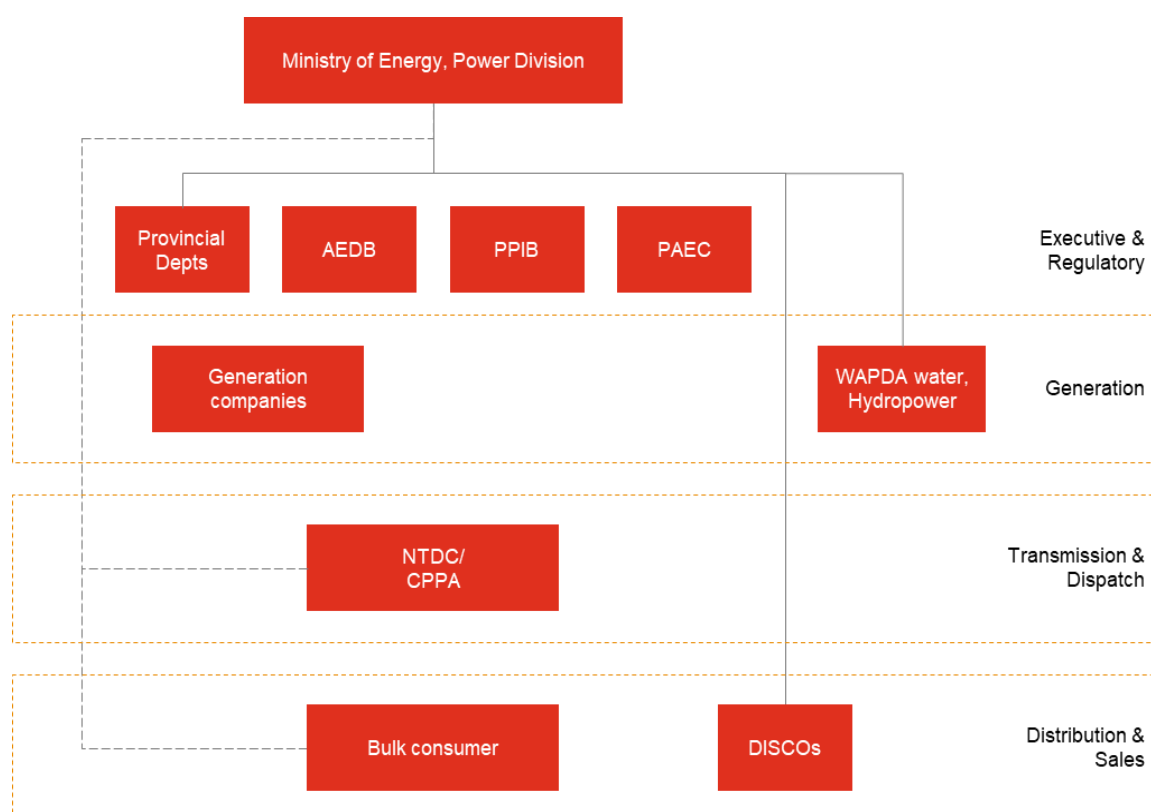 Ministry of Energy, Power Division
Provincial
Depts
AEDB
PPIB
PAEC
Executive &
Regulatory
Generation
companies
WAPDA water,
Hydropower
Generation
NTDC/
CPPA
Transmission &
Dispatch
Bulk consumer
DISCOs
Distribution &
Sales